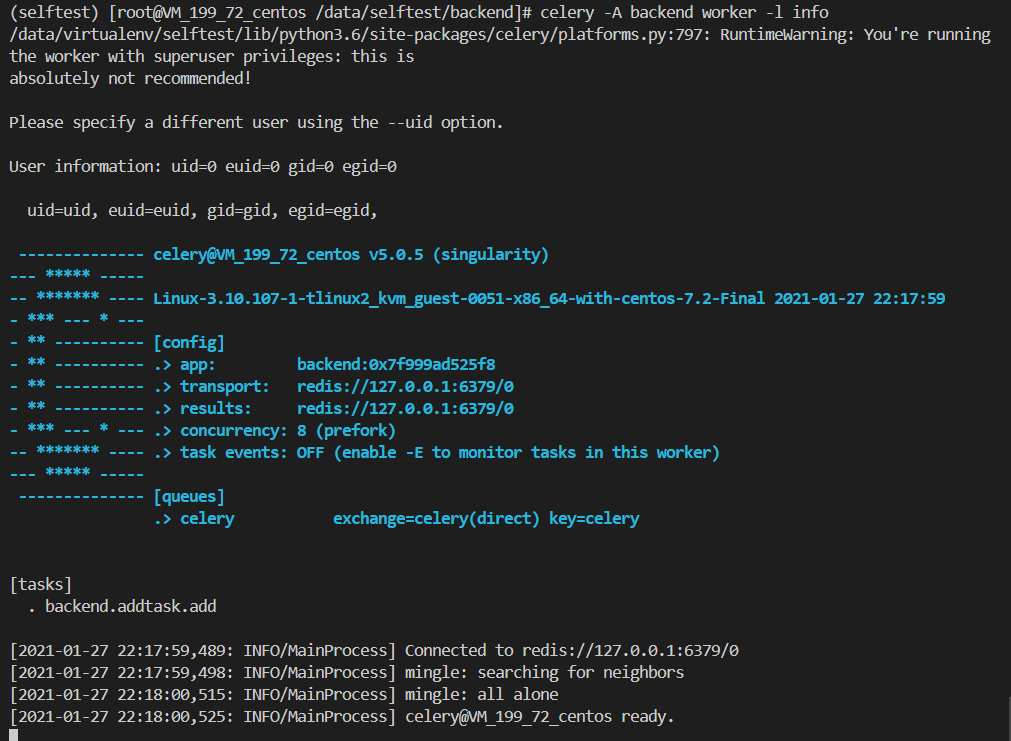 (selftest) [root@VM_199_72_centos /data/selftest/backend]# celery -A backend worker -l info
/data/virtualenv/selftest/lib/python3.6/site-packages/celery/platforms.py:797: RuntimeWarning: You're running
the worker with superuser privileges: this is
absolutely not recommended!
Please specify a different user using the --uid option.
User information: uid=0 euid=0 gid=0 egid=0
  uid=uid, euid=euid, gid=gid, egid=egid,
 -------------- celery@VM_199_72_centos v5.0.5 (singularity)
--- ***** -----
-- ******* ---- Linux-3.10.107-1-tlinux2_kvm_guest-0051-x86_64-with-centos-7.2-Final 2021-01-27 22:17:59
- *** --- * ---
- ** ---------- [config]
- ** ---------- .> app:         backend:0x7f999ad525f8
- ** ---------- .> transport:   redis://127.0.0.1:6379/0
- ** ---------- .> results:     redis://127.0.0.1:6379/0
- *** --- * --- .> concurrency: 8 (prefork)
-- ******* ---- .> task events: OFF (enable -E to monitor tasks in this worker)
--- ***** -----
 -------------- [queues]
                .> celery           exchange=celery(direct) key=celery
[tasks]
  . backend.addtask.add
[2021-01-27 22:17:59,489: INFO/MainProcess] Connected to redis://127.0.0.1:6379/0
[2021-01-27 22:17:59,498: INFO/MainProcess] mingle: searching for neighbors
[2021-01-27 22:18:00,515: INFO/MainProcess] mingle: all alone
[2021-01-27 22:18:00,525: INFO/MainProcess] celery@VM_199_72_centos ready.